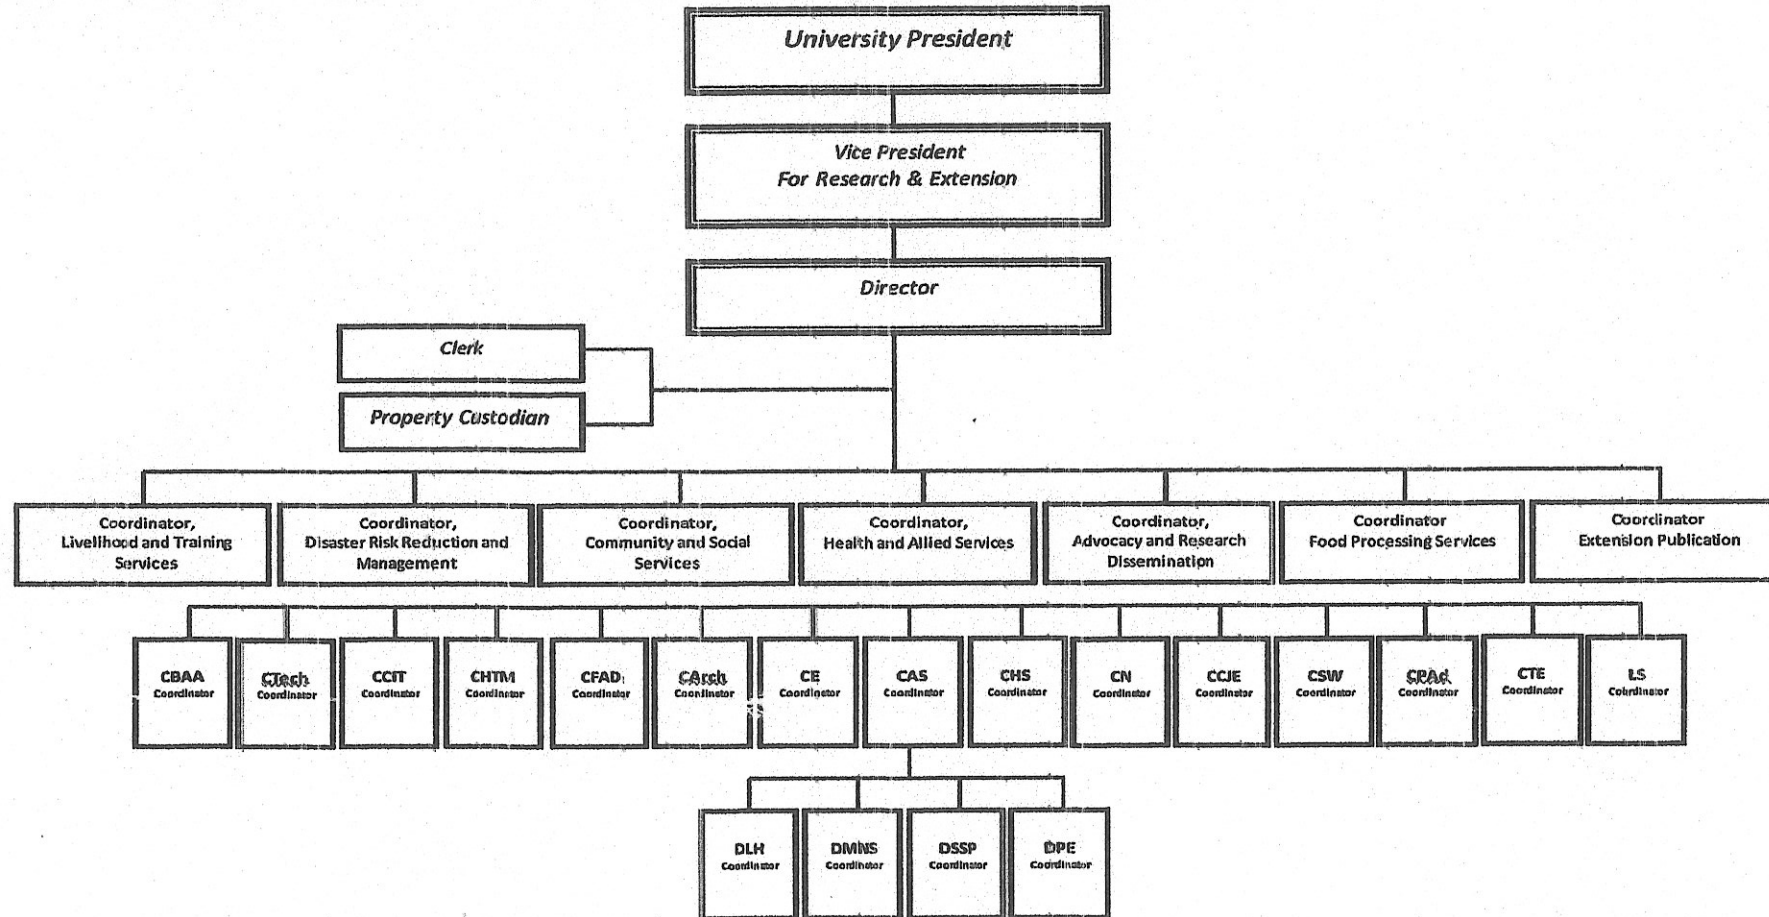 University President
Vice President
For Research & Extension
Director
Clerk
Property Custodian
Coordinator,
Livelihood and Training
Services
Coordinator,
Disaster Risk Reduction and
Management
Coordinator,
Community and Social
Services
Coordinator,
Health and Allied Services
Coordinator,
Advocacy and Research
Dissemination
Coordinator
Food Processing Services
Coordinator
Extension Publication
CBAA
Coordinator
CTech
Coordinator
CCIT
Coordinator
CHTM
Coordinator
CFAD
Coordinator
CArch
Coordinator
CE
Coordinator
CAS
Coordinator
CHS
Coordinator
CN
Coordinator
CCJE
Coordinator
CSW
Coordinator
CPAd
Coordinator
CTE
Coordinator
LS
Coordinator
DLH
Coordinator
DMNS
Coordinator
DSSP
Coordinator
DPE
Coordinator